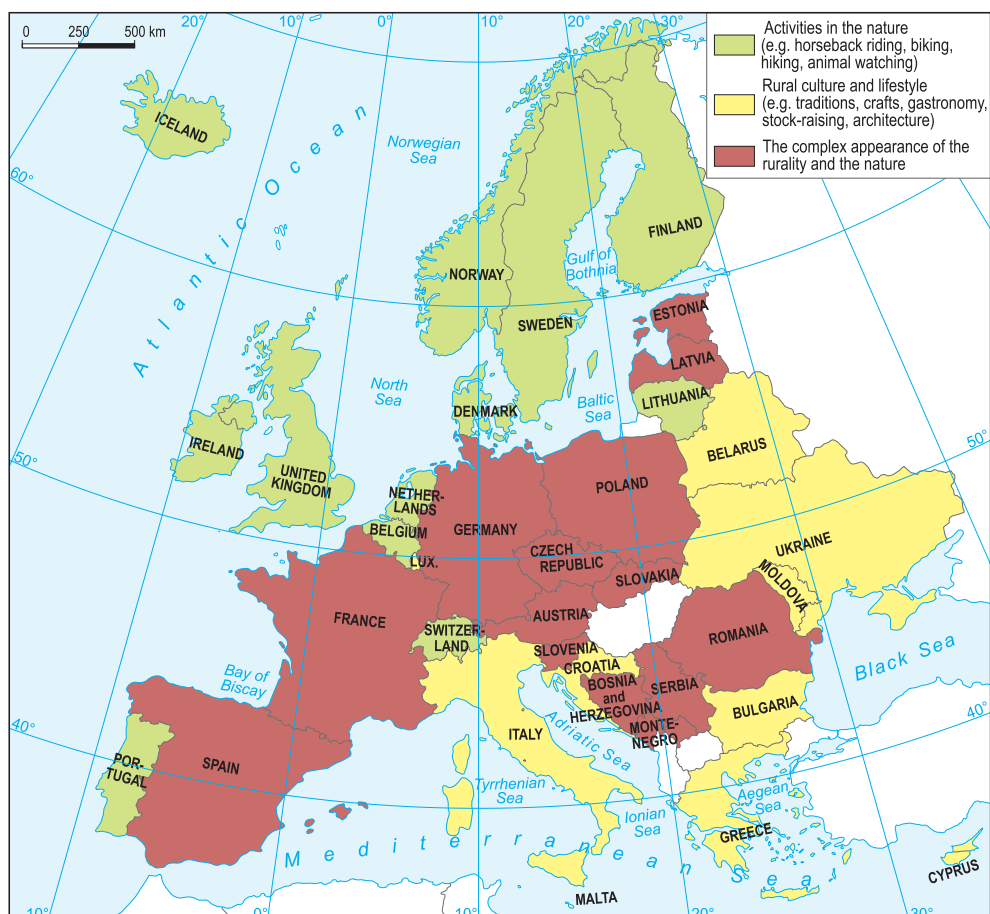 20°
10°
0°
10°
20°
30°
0 250 500 km
Activities in the nature
(e.g. horseback riding, biking,
hiking, animal watching)
Rural culture and lifestyle
(e.g. traditions, crafts, gastronomy,
stock-raising, architecture)
The complex appearance of the
rurality and the nature
ICELAND
Norwegian
Sea
Atlantic Ocean
60°
FINLAND
NORWAY
Gulf of
Bothnia
SWEDEN
ESTONIA
LATVIA
LITHUANIA
North
Sea
Baltic
Sea
DENMARK
IRELAND
UNITED
KINGDOM
50°
50°
BELARUS
NETHER-
LANDS
BELGIUM
LUX.
GERMANY
POLAND
CZECH
REPUBLIC
SLOVAKIA
UKRAINE
MOLDOVA
FRANCE
AUSTRIA
SWITZER-
LAND
SLOVENIA
CROATIA
BOSNIA
and
HERZEGOVINA
SERBIA
MONTE-
NEGRO
ROMANIA
BULGARIA
Black Sea
Bay of
Biscay
40°
40°
ITALY
Adriatic Sea
POR-
TUGAL
SPAIN
Tyrrhenian
Sea
Ionian
Sea
Aegean
Sea
GREECE
Mediterranean Sea
CYPRUS
MALTA
10°
0°
10°
20°
30°